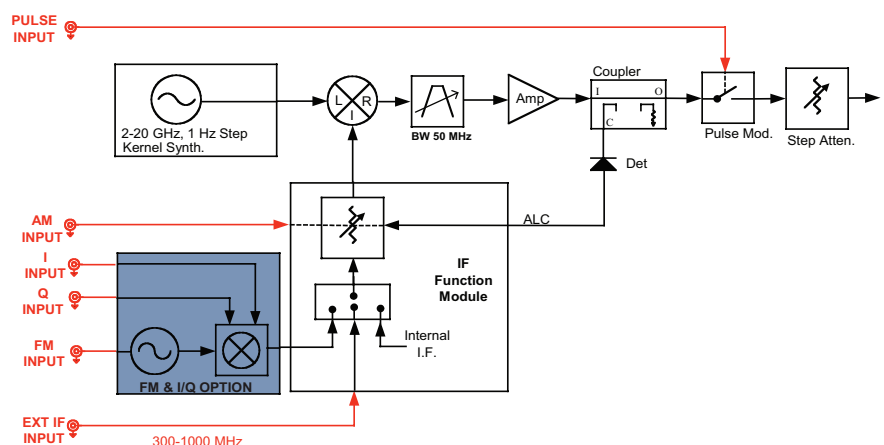 PULSE
INPUT
2-20 GHz, 1 Hz Step
Kernel Synth.
L
R
I
BW 50 MHz
Amp
Coupler
I
O
C
Pulse Mod.
Step Atten.
Det
AM
INPUT
ALC
I
INPUT
IF
Function
Module
Q
INPUT
Internal
I.F.
FM
INPUT
FM & I/Q OPTION
EXT IF
INPUT
300-1000 MHz